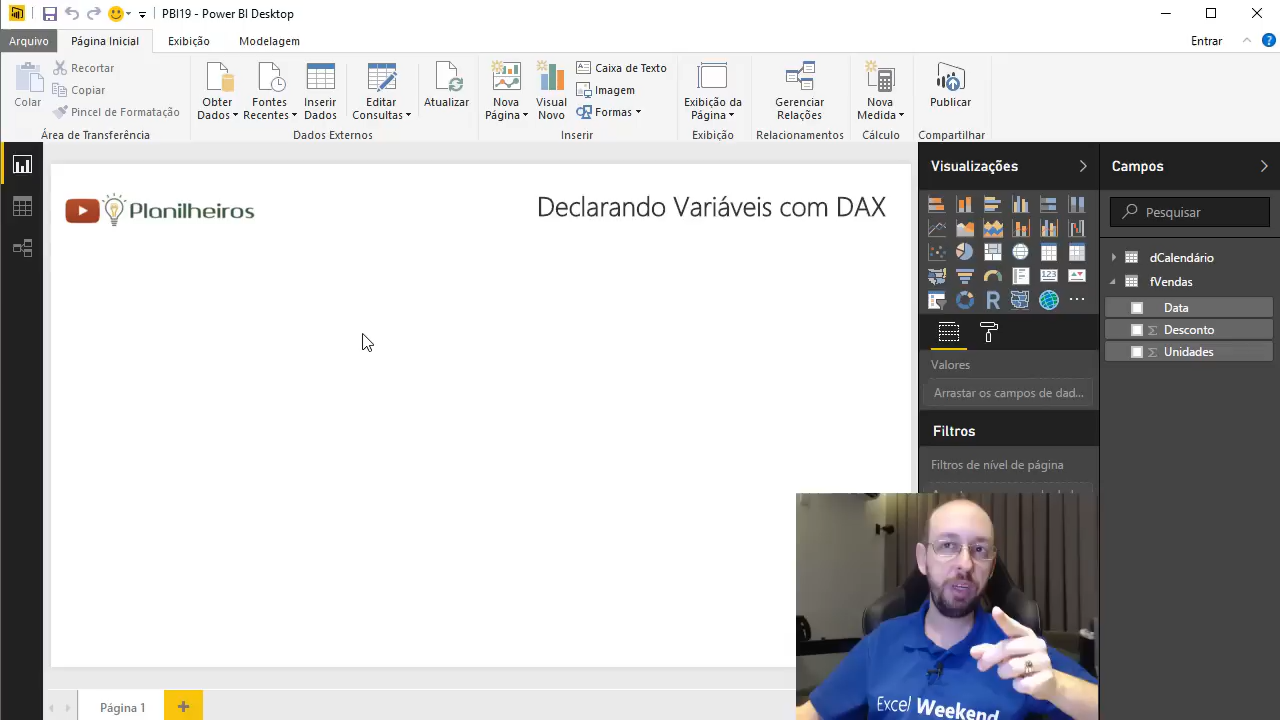 PBI19 - Power BI Desktop
Arquivo
Página Inicial
Exibição
Modelagem
Entrar
?
Colar
Recortar
Copiar
Pincel de Formatação
Área de Transferência
Obter Dados
Fontes Recentes
Inserir Dados
Editar Consultas
Atualizar
Dados Externos
Nova Página
Visual Novo
Caixa de Texto
Imagem
Formas
Inserir
Exibição da Página
Exibição
Gerenciar Relações
Relacionamentos
Nova Medida
Cálculo
Publicar
Compartilhar
Planilheiros
Declarando Variáveis com DAX
Visualizações
R
123
Valores
Arrastar os campos de dad...
Filtros
Filtros de nível de página
Campos
Pesquisar
dCalendário
fVendas
Data
Σ Desconto
Σ Unidades
Excel Weekend
Página 1